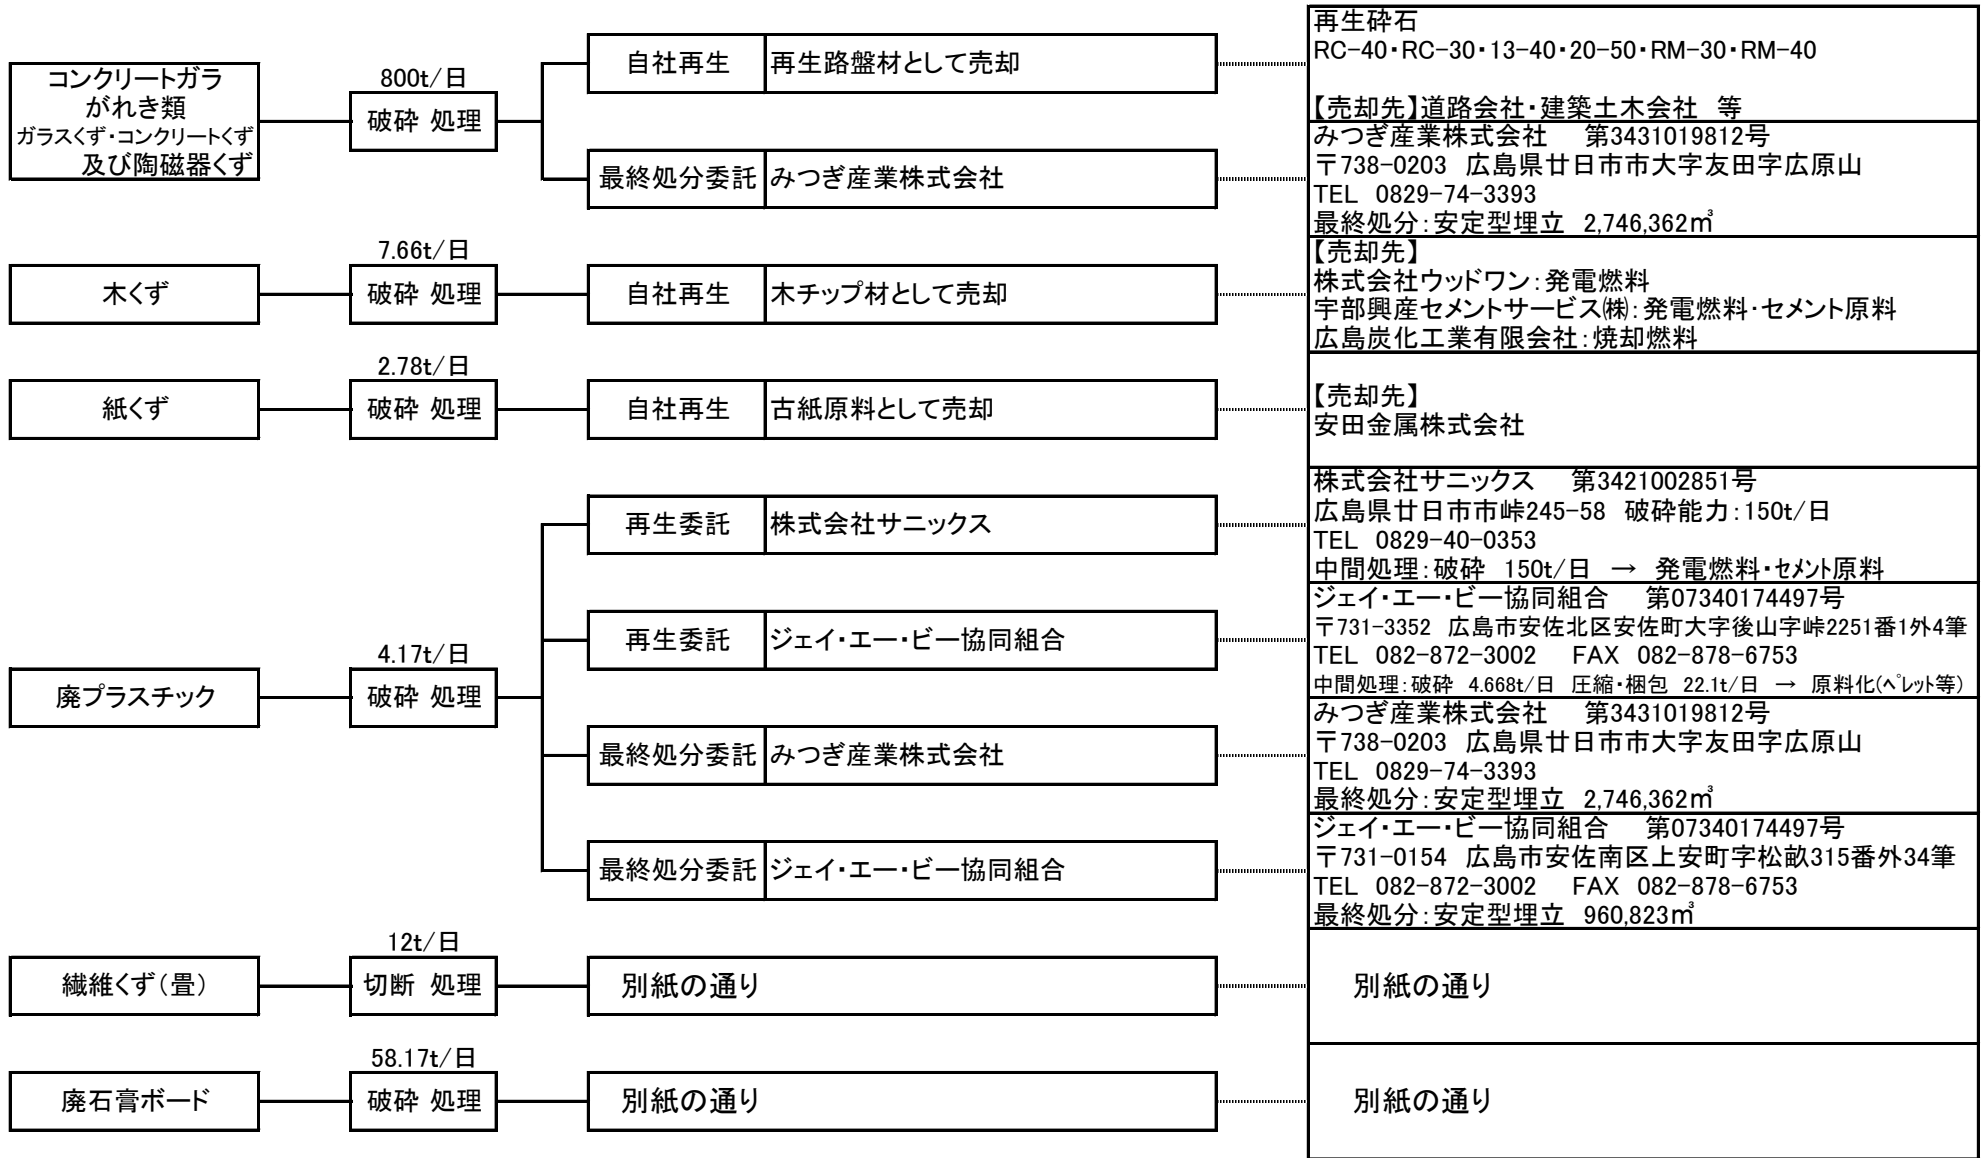 コンクリートガラ
がれき類
ガラスくず・コンクリートくず
及び陶磁器くず
800t/日
破砕 処理
自社再生 再生路盤材として売却
再生砕石
RC-40・RC-30・13-40・20-50・RM-30・RM-40
【売却先】道路会社・建築土木会社 等
最終処分委託 みつぎ産業株式会社
みつぎ産業株式会社 第3431019812号
〒738-0203 広島県廿日市市大字友田字広原山
TEL 0829-74-3393
最終処分:安定型埋立 2,746,362㎥
木くず
7.66t/日
破砕 処理
自社再生 木チップ材として売却
【売却先】
株式会社ウッドワン:発電燃料
宇部興産セメントサービス㈱:発電燃料・セメント原料
広島炭化工業有限会社:焼却燃料
紙くず
2.78t/日
破砕 処理
自社再生 古紙原料として売却
【売却先】
安田金属株式会社
廃プラスチック
4.17t/日
破砕 処理
再生委託 株式会社サニックス
株式会社サニックス 第3421002851号
広島県廿日市市峠245-58 破砕能力:150t/日
TEL 0829-40-0353
中間処理:破砕 150t/日 → 発電燃料・セメント原料
再生委託 ジェイ・エー・ビー協同組合
ジェイ・エー・ビー協同組合 第07340174497号
〒731-3352 広島市安佐北区安佐町大字後山字峠2251番1外4筆
TEL 082-872-3002 FAX 082-878-6753
中間処理:破砕 4.668t/日 圧縮・梱包 22.1t/日 → 原料化(ペレット等)
最終処分委託 みつぎ産業株式会社
みつぎ産業株式会社 第3431019812号
〒738-0203 広島県廿日市市大字友田字広原山
TEL 0829-74-3393
最終処分:安定型埋立 2,746,362㎥
最終処分委託 ジェイ・エー・ビー協同組合
ジェイ・エー・ビー協同組合 第07340174497号
〒731-0154 広島市安佐南区上安町字松畝315番外34筆
TEL 082-872-3002 FAX 082-878-6753
最終処分:安定型埋立 960,823㎥
繊維くず(畳)
12t/日
切断 処理
別紙の通り
別紙の通り
廃石膏ボード
58.17t/日
破砕 処理
別紙の通り
別紙の通り